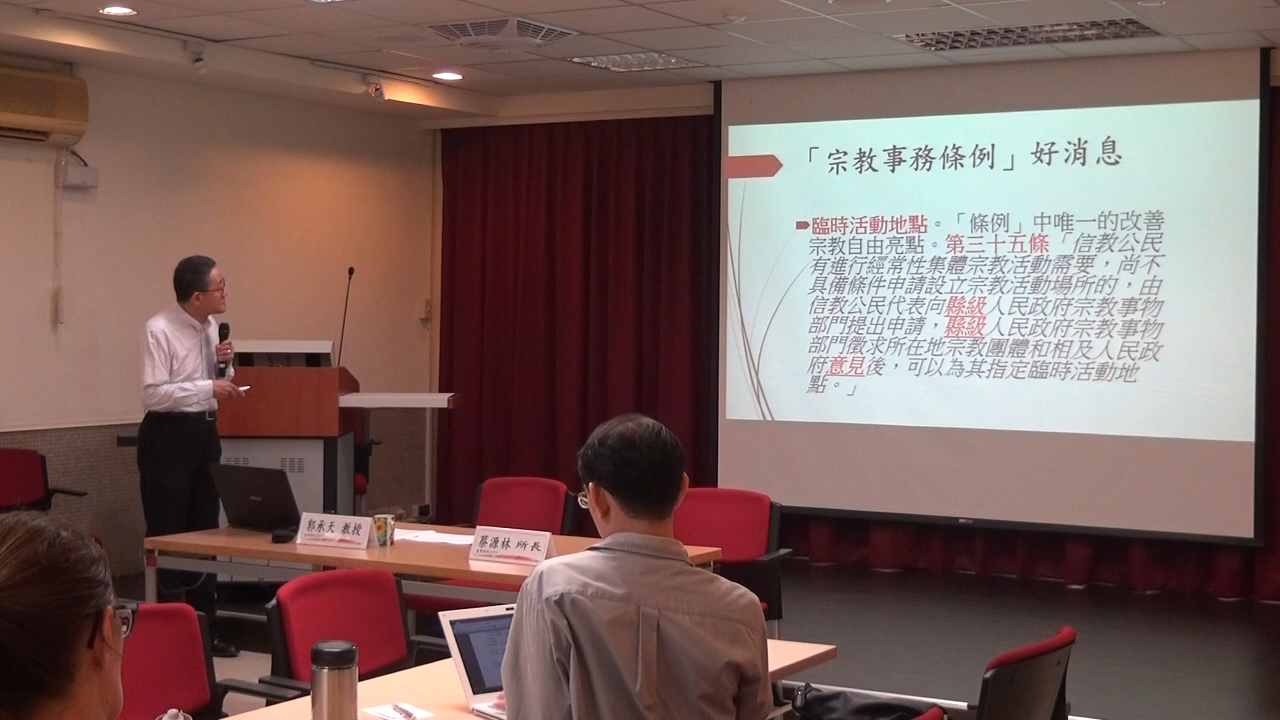 「宗教事務條例」好消息
臨時活動地點。「條例」中唯一的改善
宗教自由亮點。第三十五條「信教公民
有進行經常性集體宗教活動需要，尚不
具備條件申請設立宗教活動場所的，由
信教公民代表向縣級人民政府宗教事物
部門提出申請，縣級人民政府宗教事物
部門徵求所在地宗教團體和相及人民政
府意見後，可以為其指定臨時活動地
點。」
郭承天 教授
蔡源林 所長